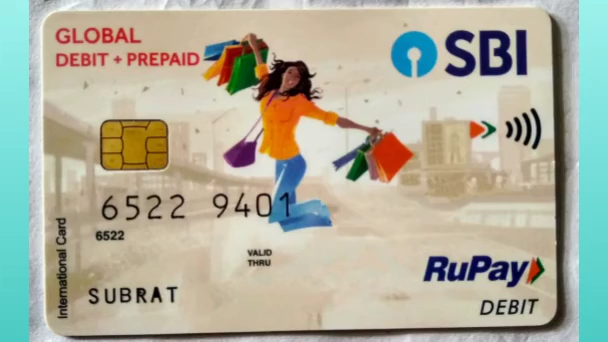 GLOBAL
DEBIT + PREPAID
SBI
6522 9401
6522
VALID
THRU
International Card
SUBRAT
RuPay
DEBIT